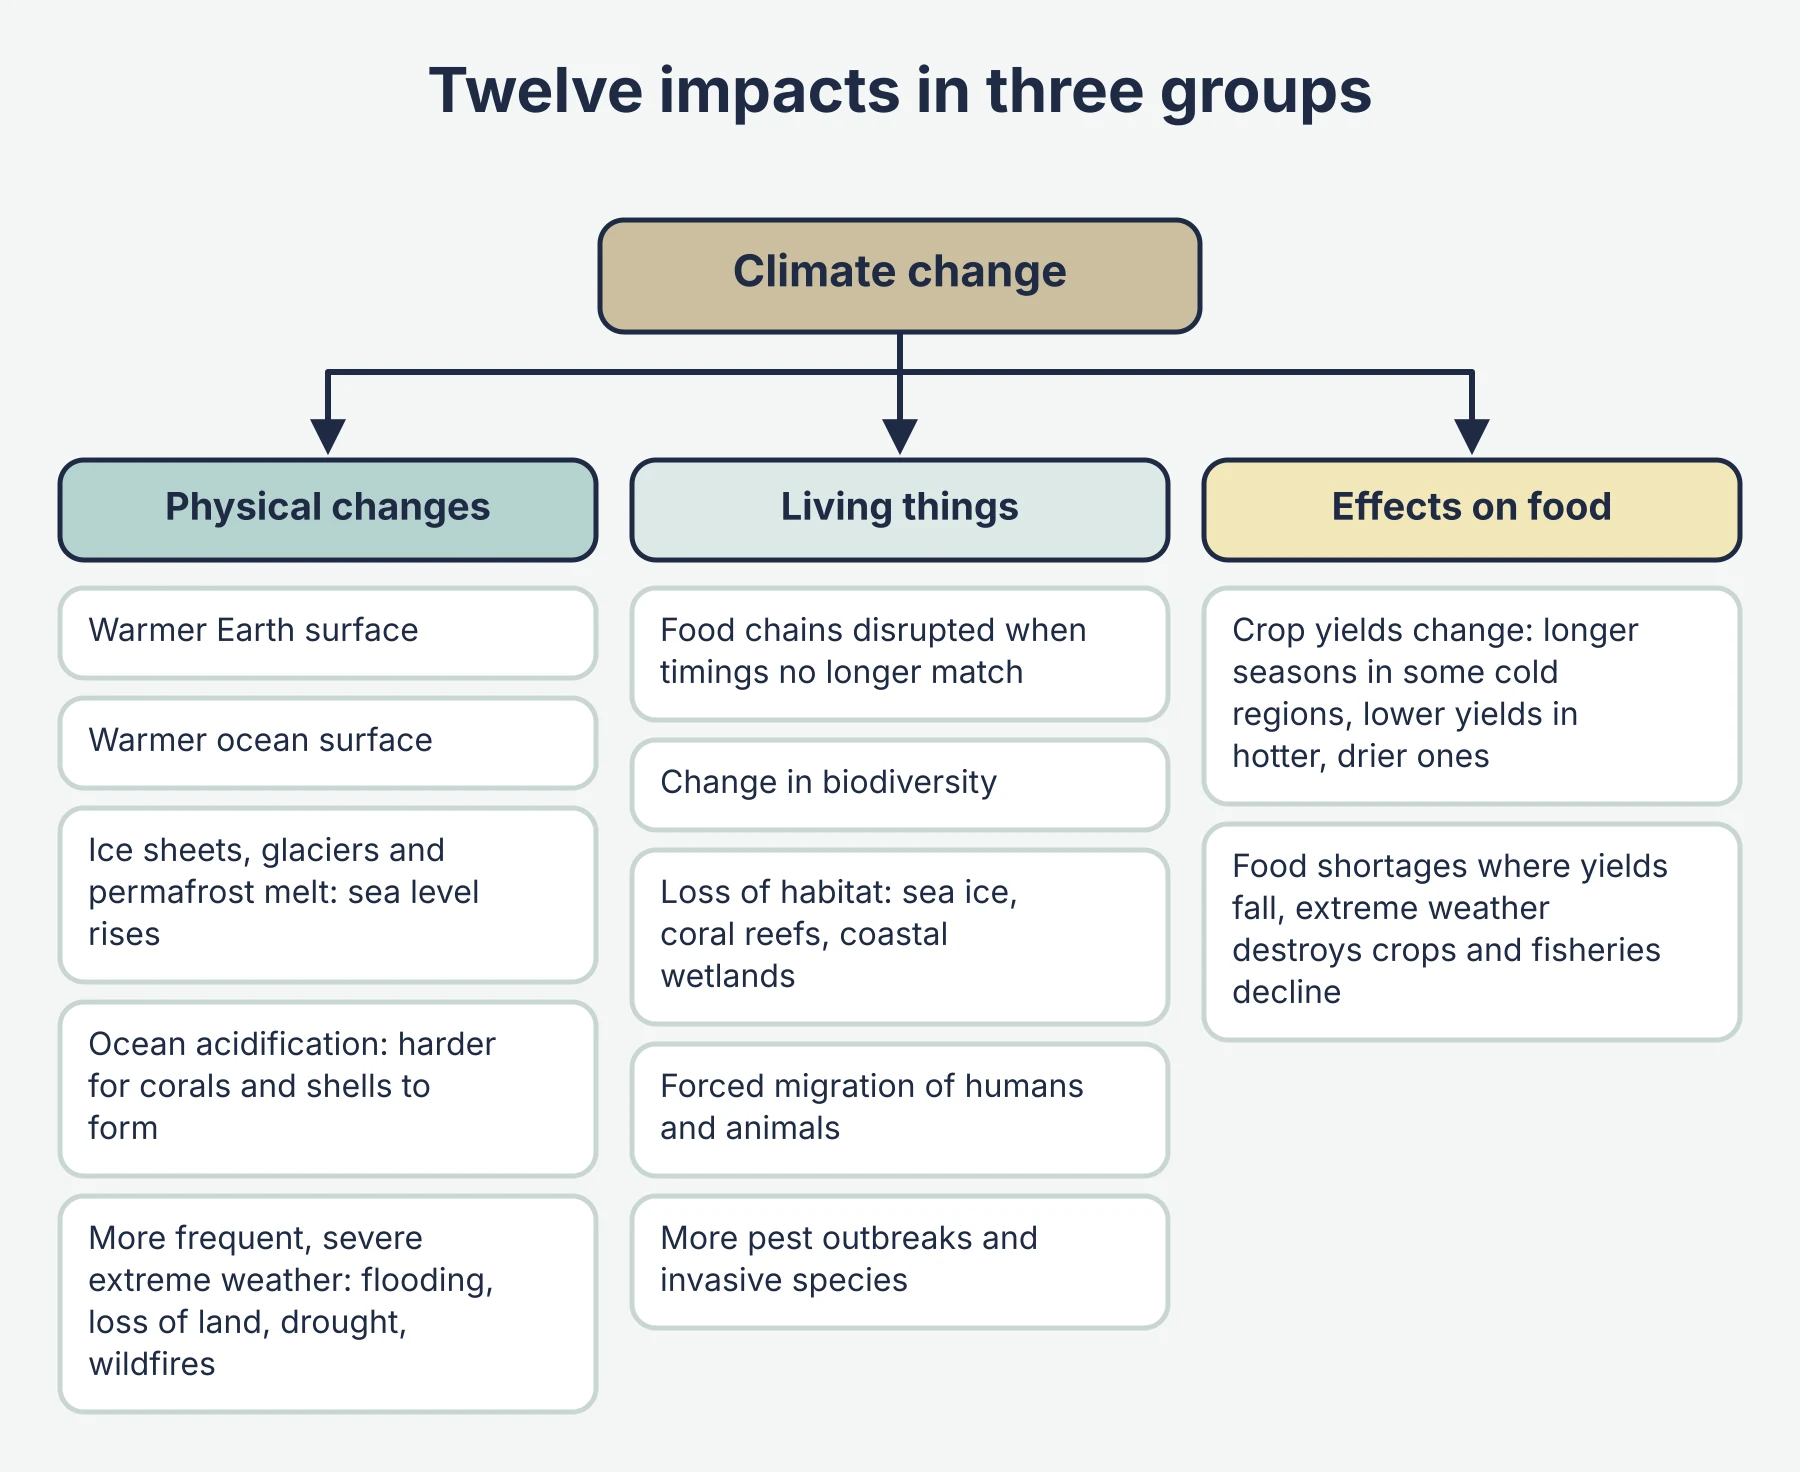 Twelve impacts in three groups
Climate change
Physical changes
Warmer Earth surface
Warmer ocean surface
Ice sheets, glaciers and
permafrost melt: sea level
rises
Ocean acidification: harder
for corals and shells to
form
More frequent, severe
extreme weather: flooding,
loss of land, drought,
wildfires
Living things
Food chains disrupted when
timings no longer match
Change in biodiversity
Loss of habitat: sea ice,
coral reefs, coastal
wetlands
Forced migration of humans
and animals
More pest outbreaks and
invasive species
Effects on food
Crop yields change: longer
seasons in some cold
regions, lower yields in
hotter, drier ones
Food shortages where yields
fall, extreme weather
destroys crops and fisheries
decline